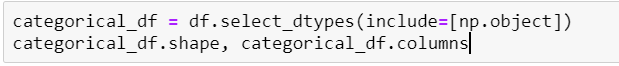 categorical_df = df.select_dtypes(include=[np.object])
categorical_df.shape, categorical_df.columns